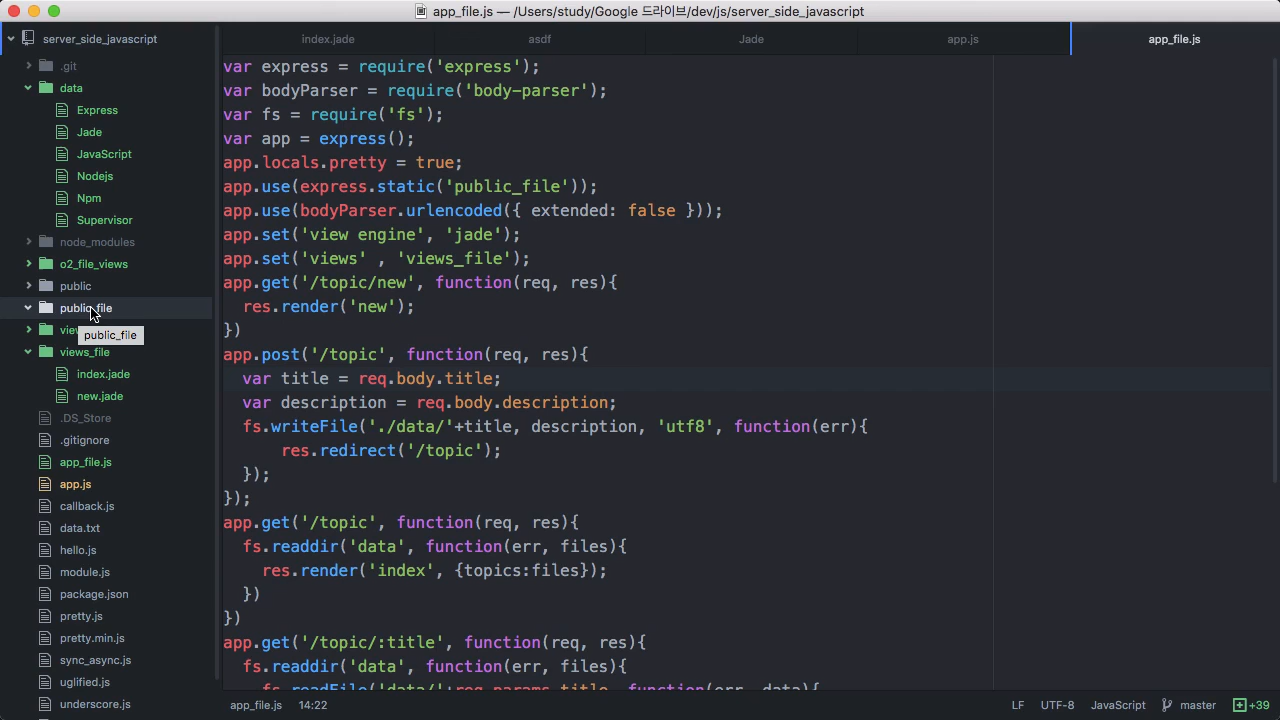 app_file.js — /Users/study/Google 드라이브/dev/js/server_side_javascript
server_side_javascript
.git
data
Express
Jade
JavaScript
Nodejs
Npm
Supervisor
node_modules
o2_file_views
public
public_file
public_file
views_file
index.jade
new.jade
.DS_Store
.gitignore
app_file.js
app.js
callback.js
data.txt
hello.js
module.js
package.json
pretty.js
pretty.min.js
sync_async.js
uglified.js
underscore.js
index.jade
asdf
Jade
app.js
app_file.js
var express = require('express');
var bodyParser = require('body-parser');
var fs = require('fs');
var app = express();
app.locals.pretty = true;
app.use(express.static('public_file'));
app.use(bodyParser.urlencoded({ extended: false }));
app.set('view engine', 'jade');
app.set('views' , 'views_file');
app.get('/topic/new', function(req, res){
  res.render('new');
})
app.post('/topic', function(req, res){
  var title = req.body.title;
  var description = req.body.description;
  fs.writeFile('./data/'+title, description, 'utf8', function(err){
      res.redirect('/topic');
  });
});
app.get('/topic', function(req, res){
  fs.readdir('data', function(err, files){
    res.render('index', {topics:files});
  })
})
app.get('/topic/:title', function(req, res){
  fs.readdir('data', function(err, files){
    fs.readFile('data/'+req.params.title, function(err, data){
app_file.js 14:22
LF UTF-8 JavaScript master +39